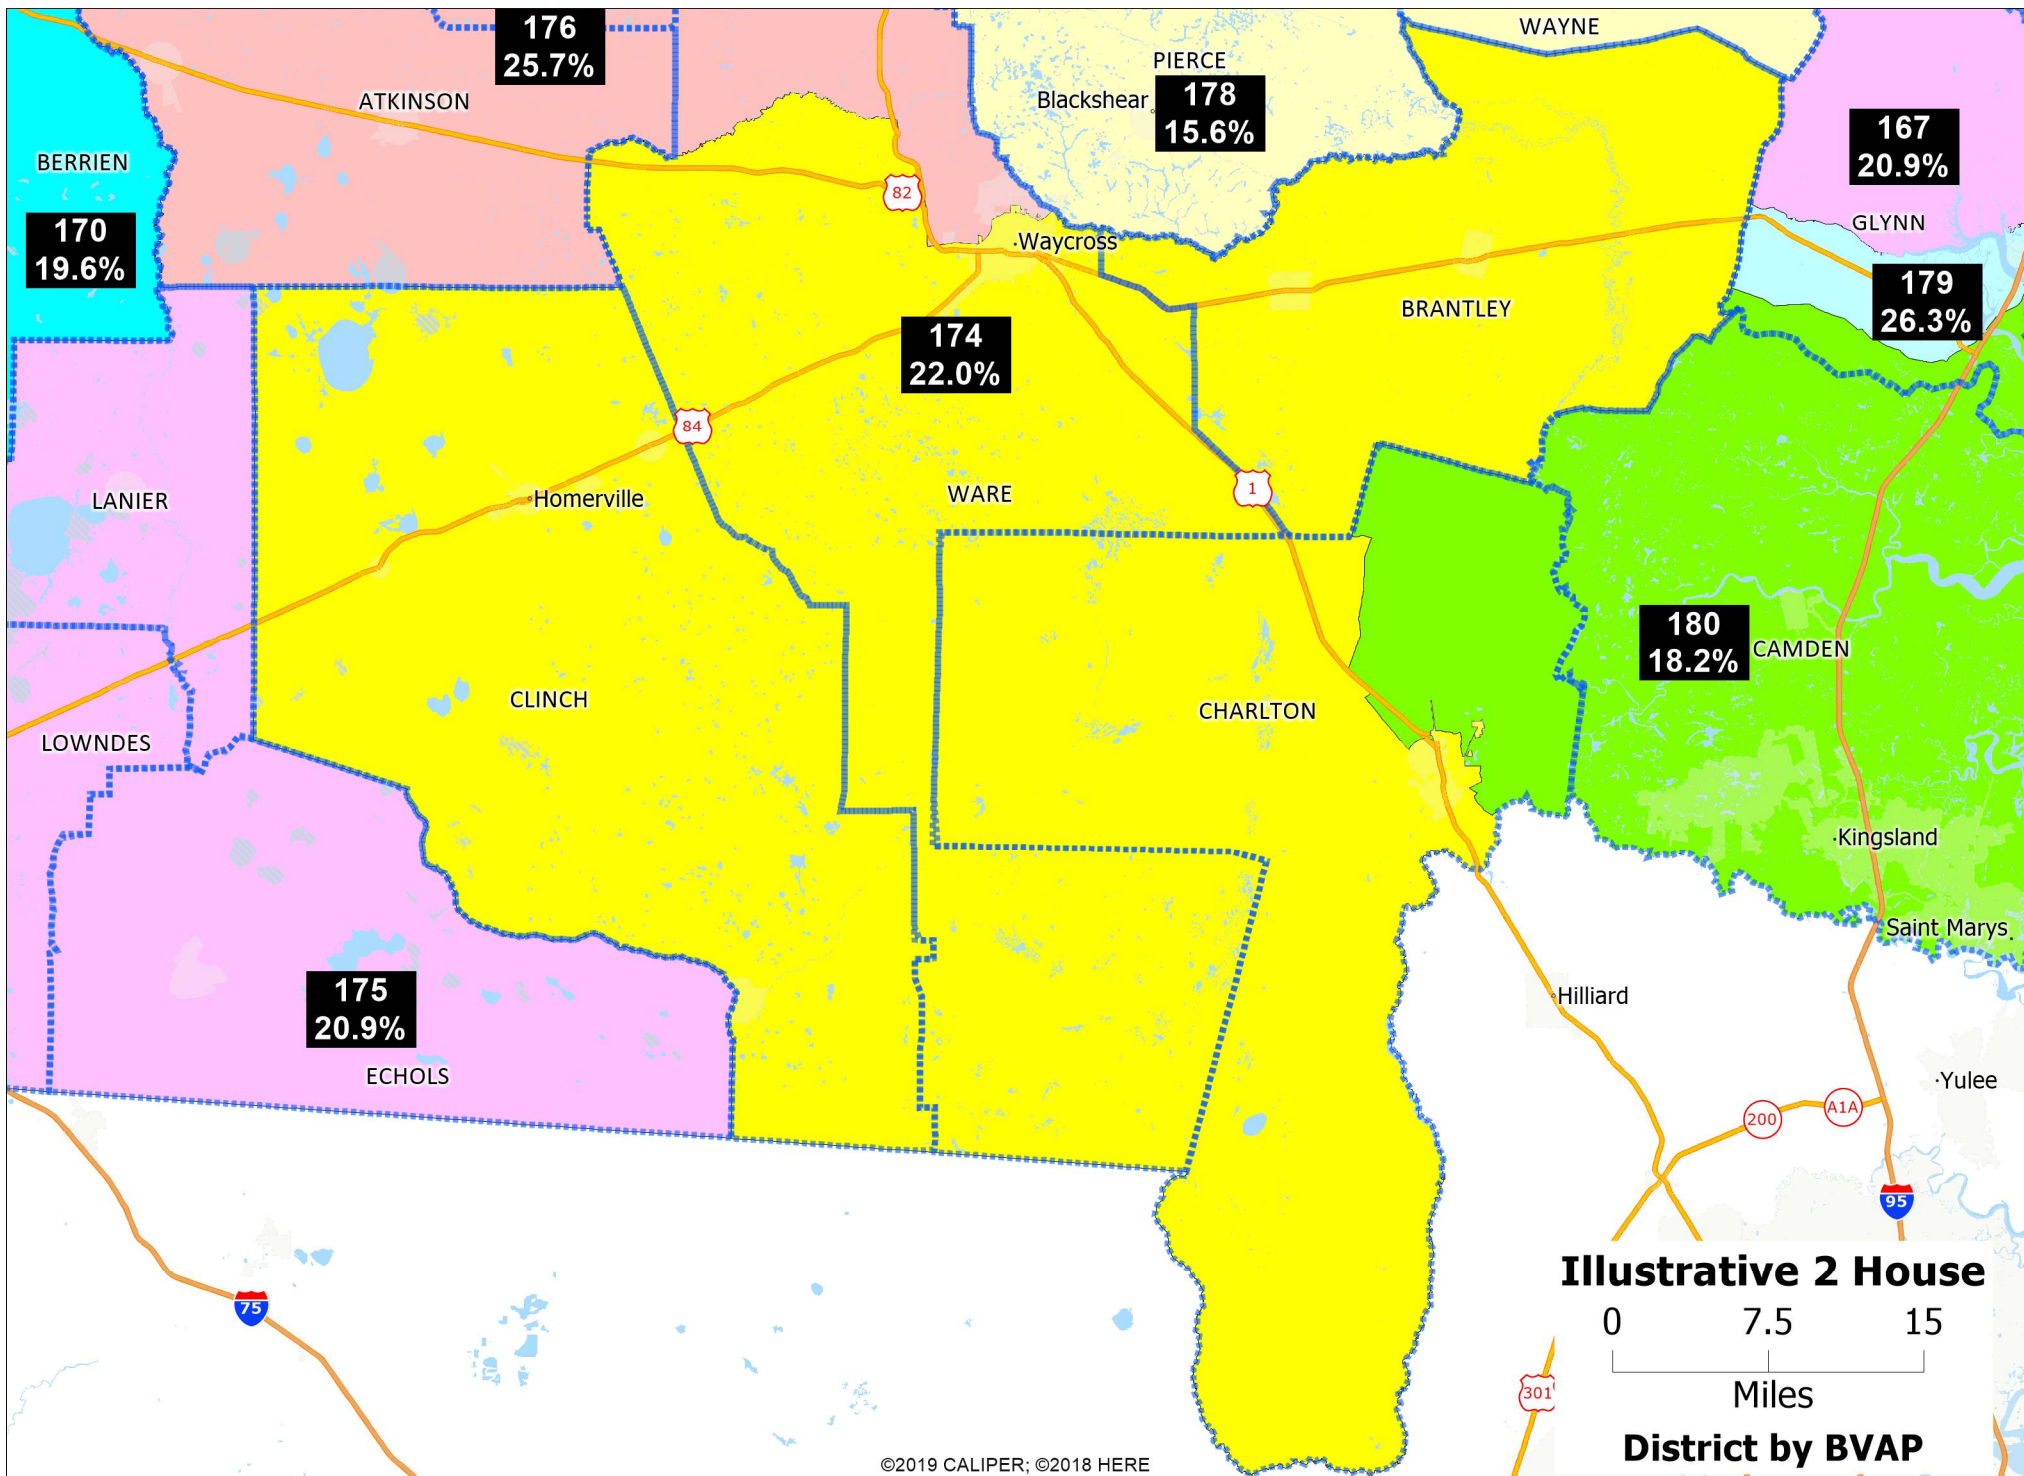 WAYNE
176
25.7%
PIERCE
178
15.6%
Blackshear
ATKINSON
167
20.9%
BERRIEN
82
GLYNN
170
19.6%
Waycross
179
26.3%
BRANTLEY
174
22.0%
84
1
LANIER
Homerville
WARE
180
18.2%
CAMDEN
CLINCH
CHARLTON
LOWNDES
Kingsland
Saint Marys
175
20.9%
Hilliard
ECHOLS
Yulee
200
A1A
95
75
Illustrative 2 House
0 7.5 15
Miles
301
District by BVAP
©2019 CALIPER; ©2018 HERE